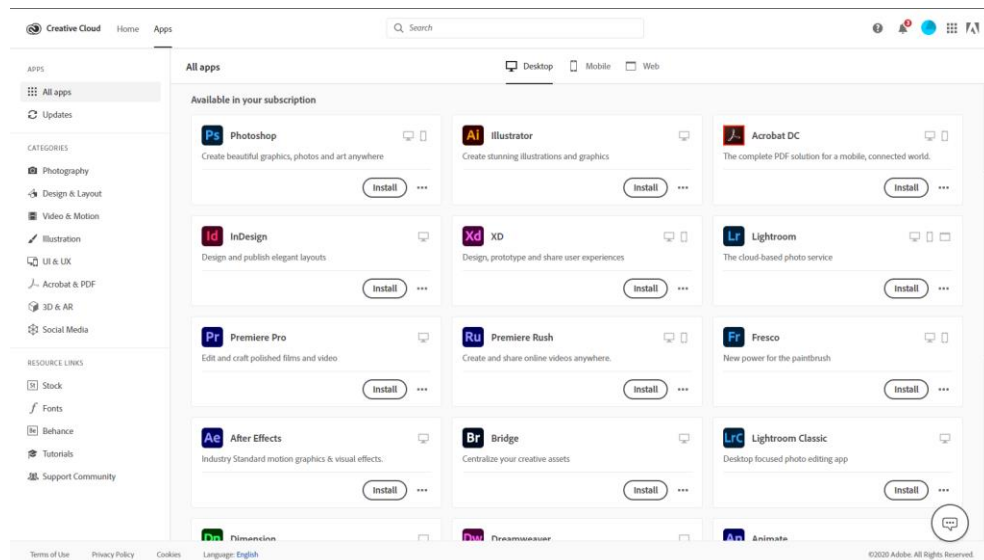 Creative Cloud Home Apps Search 3
APPS
All apps
Updates
CATEGORIES
Photography
Design & Layout
Video & Motion
Illustration
UI & UX
Acrobat & PDF
3D & AR
Social Media
RESOURCE LINKS
St Stock
Fonts
Be Behance
Tutorials
Support Community
All apps Desktop Mobile Web
Available in your subscription
Ps Photoshop
Create beautiful graphics, photos and art anywhere
Install
Ai Illustrator
Create stunning illustrations and graphics
Install
Acrobat DC
The complete PDF solution for a mobile, connected world.
Install
Id InDesign
Design and publish elegant layouts
Install
Xd XD
Design, prototype and share user experiences
Install
Lr Lightroom
The cloud-based photo service
Install
Pr Premiere Pro
Edit and craft polished films and video
Install
Ru Premiere Rush
Create and share online videos anywhere.
Install
Fr Fresco
New power for the paintbrush
Install
Ae After Effects
Industry Standard motion graphics & visual effects.
Install
Br Bridge
Centralize your creative assets
Install
LrC Lightroom Classic
Desktop focused photo editing app
Install
Dn Dimension
Dw Dreamweaver
An Animate
Terms of Use Privacy Policy Cookies Language: English ©2020 Adobe. All Rights Reserved.